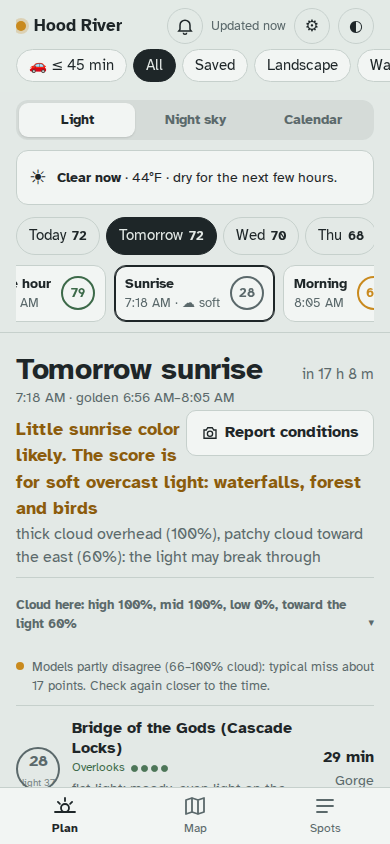 Hood River
Updated now
🚗 ≤ 45 min
All
Saved
Landscape
Wa
Light
Night sky
Calendar
Clear now · 44°F · dry for the next few hours.
Today 72
Tomorrow 72
Wed 70
Thu 68
hour
AM
79
Sunrise
7:18 AM · ☁ soft
28
Morning
8:05 AM
6
Tomorrow sunrise
in 17 h 8 m
7:18 AM · golden 6:56 AM–8:05 AM
Report conditions
Little sunrise color
likely. The score is
for soft overcast light: waterfalls, forest
and birds
thick cloud overhead (100%), patchy cloud toward
the east (60%): the light may break through
Cloud here: high 100%, mid 100%, low 0%, toward the
light 60%
Models partly disagree (66–100% cloud): typical miss about
17 points. Check again closer to the time.
28
light 37
Bridge of the Gods (Cascade
Locks)
Overlooks
29 min
Gorge
Plan
Map
Spots